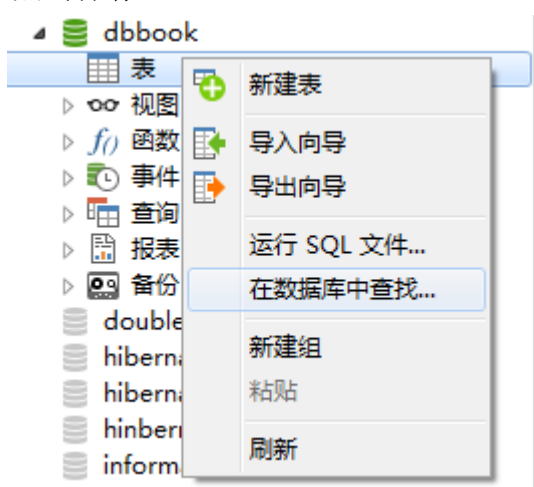 dbbook
表
新建表
视图
函数
导入向导
事件
导出向导
查询
报表
运行 SQL 文件...
备份
在数据库中查找...
double
新建组
粘贴
刷新